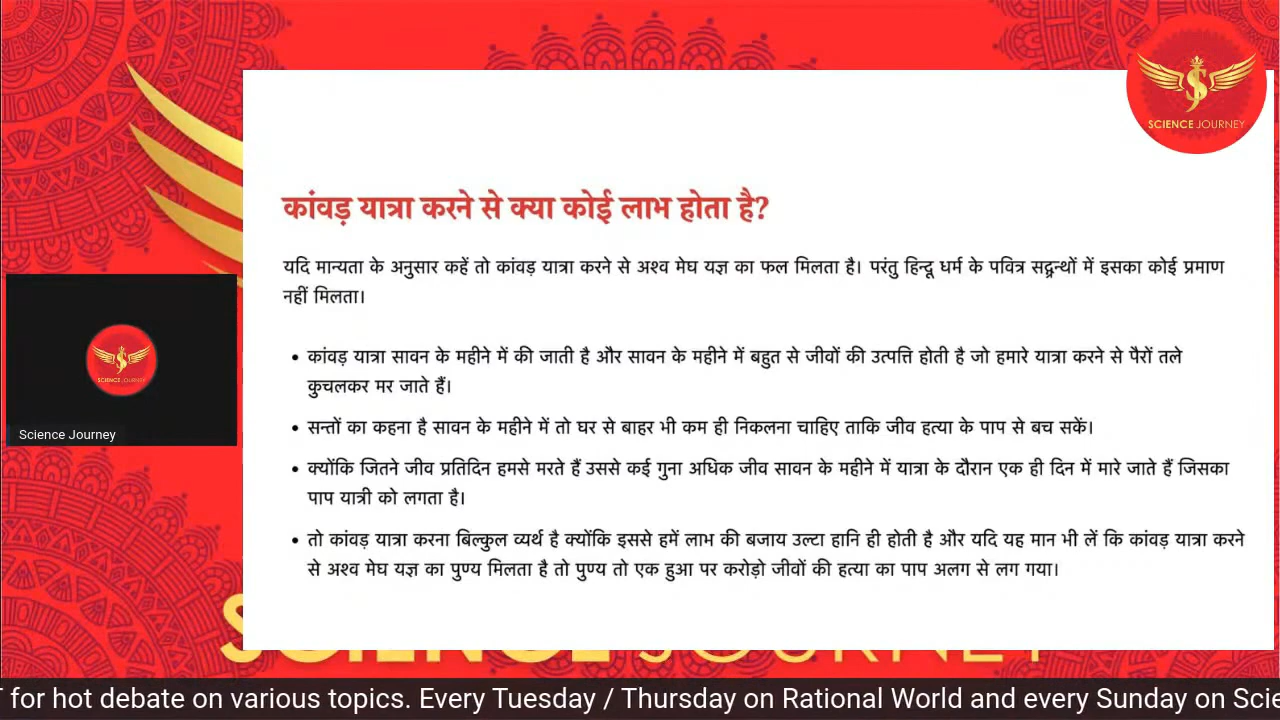 SCIENCE JOURNEY
कांवड़ यात्रा करने से क्या कोई लाभ होता है?
यदि मान्यता के अनुसार कहें तो कांवड़ यात्रा करने से अश्व मेघ यज्ञ का फल मिलता है। परंतु हिन्दू धर्म के पवित्र सद्ग्रन्थों में इसका कोई प्रमाण
नहीं मिलता।
• कांवड़ यात्रा सावन के महीने में की जाती है और सावन के महीने में बहुत से जीवों की उत्पत्ति होती है जो हमारे यात्रा करने से पैरों तले
कुचलकर मर जाते हैं।
• सन्तों का कहना है सावन के महीने में तो घर से बाहर भी कम ही निकलना चाहिए ताकि जीव हत्या के पाप से बच सकें।
• क्योंकि जितने जीव प्रतिदिन हमसे मरते हैं उससे कई गुना अधिक जीव सावन के महीने में यात्रा के दौरान एक ही दिन में मारे जाते हैं जिसका
पाप यात्री को लगता है।
• तो कांवड़ यात्रा करना बिल्कुल व्यर्थ है क्योंकि इससे हमें लाभ की बजाय उल्टा हानि ही होती है और यदि यह मान भी लें कि कांवड़ यात्रा करने
से अश्व मेघ यज्ञ का पुण्य मिलता है तो पुण्य तो एक हुआ पर करोड़ो जीवों की हत्या का पाप अलग से लग गया।
SCIENCE JOURNEY
Science Journey
SCIENCE JOURNEY
for hot debate on various topics. Every Tuesday / Thursday on Rational World and every Sunday on Scie